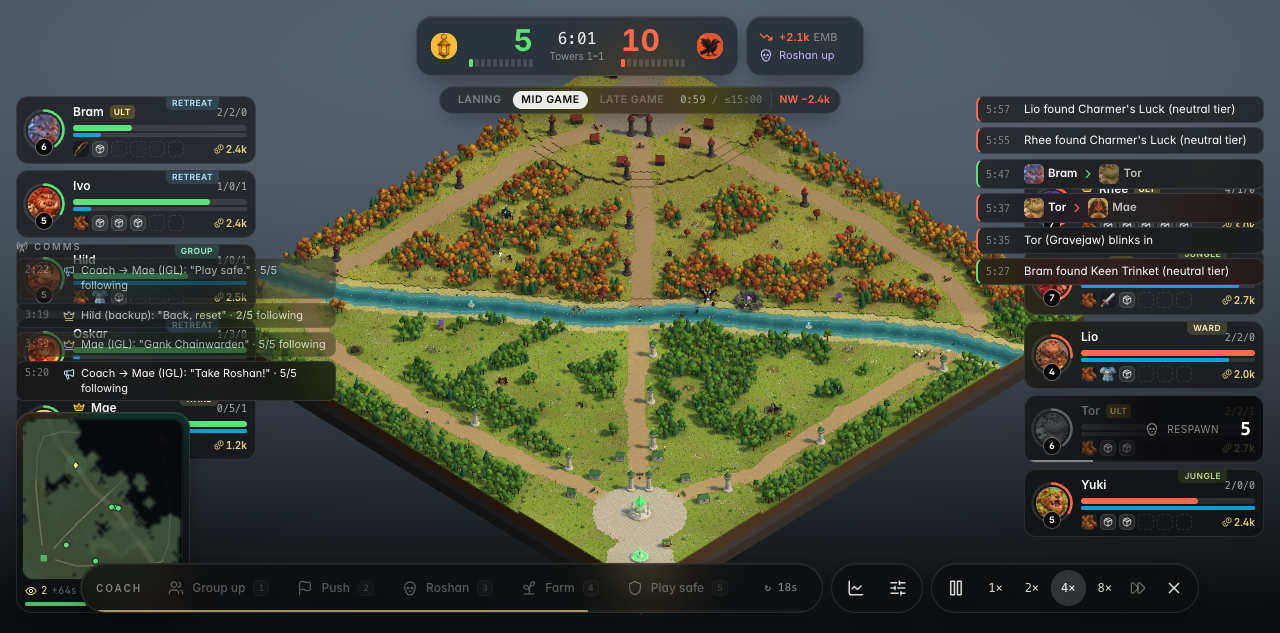 5 6:01 10
Towers 1–1
+2.1k EMB
Roshan up
LANING MID GAME LATE GAME 0:59 / ≤15:00 NW −2.4k
RETREAT
Bram ULT 2/2/0
6 2.4k
RETREAT
Ivo 1/0/1
5 2.4k
COMMS
GROUP
Hild 1/0/1
2:22 Coach → Mae (IGL): "Play safe." · 5/5
following
5 2.5k
3:19 Hild (backup): "Back, reset" · 2/5 following
RETREAT
Oskar 1/3/0
3:59 Mae (IGL): "Gank Chainwarden" · 5/5 following
5:20 Coach → Mae (IGL): "Take Roshan!" · 5/5
following
Mae 0/5/1
1.2k
2 +64s
5:57 Lio found Charmer's Luck (neutral tier)
5:55 Rhee found Charmer's Luck (neutral tier)
5:47 Bram > Tor
Rhee ULT 4/1/0
5:37 Tor > Mae
5:35 Tor (Gravejaw) blinks in
JUNGLE
5:27 Bram found Keen Trinket (neutral tier)
7 2.7k
WARD
Lio 2/2/0
4 2.0k
Tor ULT 2/2/1
RESPAWN 5
6 2.7k
JUNGLE
Yuki 2/0/0
5 2.4k
COACH Group up 1 Push 2 Roshan 3 Farm 4 Play safe 5 ↻ 18s
1× 2× 4× 8×